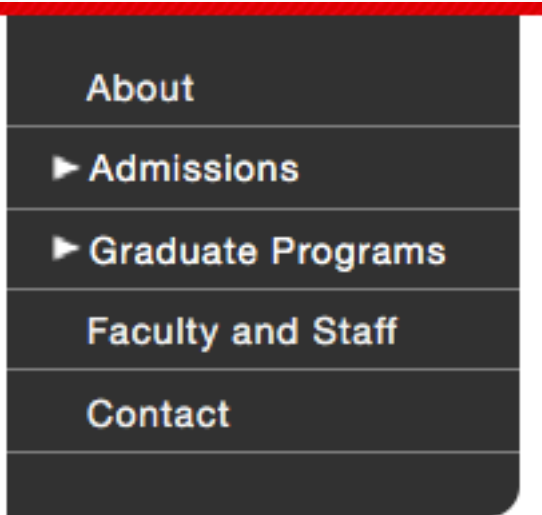 About
Admissions
Graduate Programs
Faculty and Staff
Contact